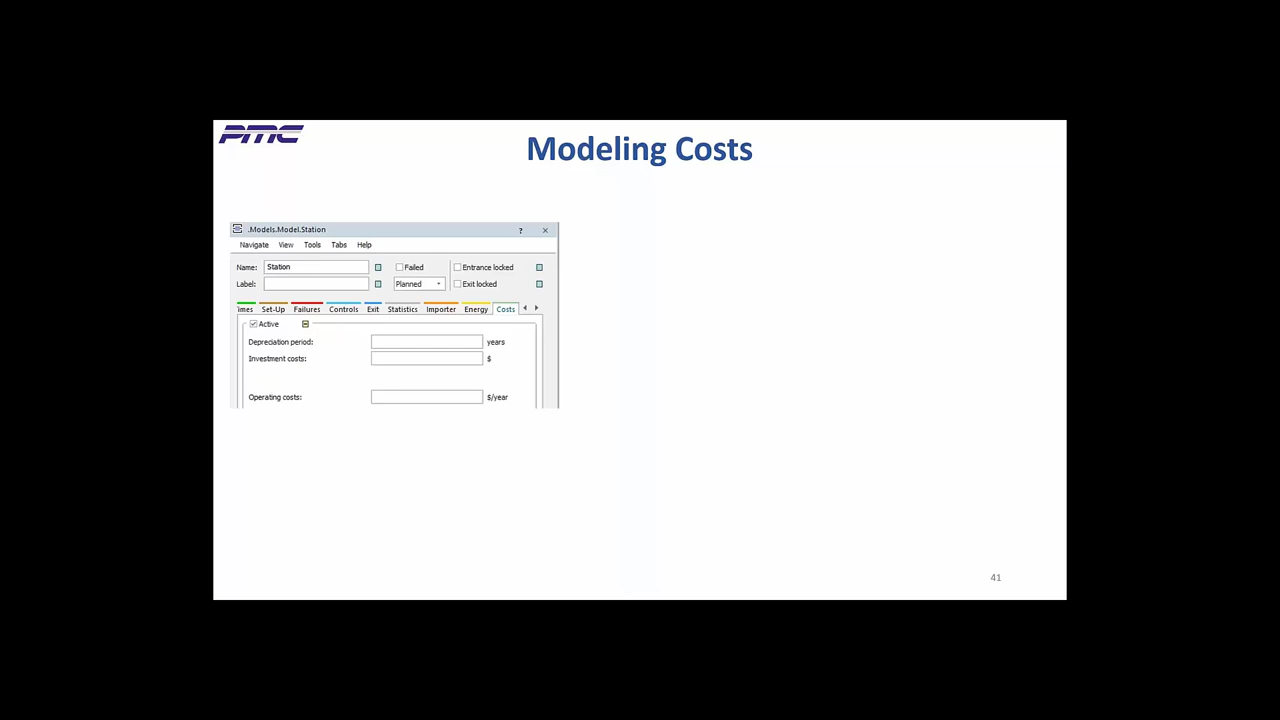 PMC
Modeling Costs
.Models.Model.Station ? ×
Navigate View Tools Tabs Help
Name: Station Failed Entrance locked
Label: Planned Exit locked
imes Set-Up Failures Controls Exit Statistics Importer Energy Costs
Active
Depreciation period: years
Investment costs: $
Operating costs: $/year
41